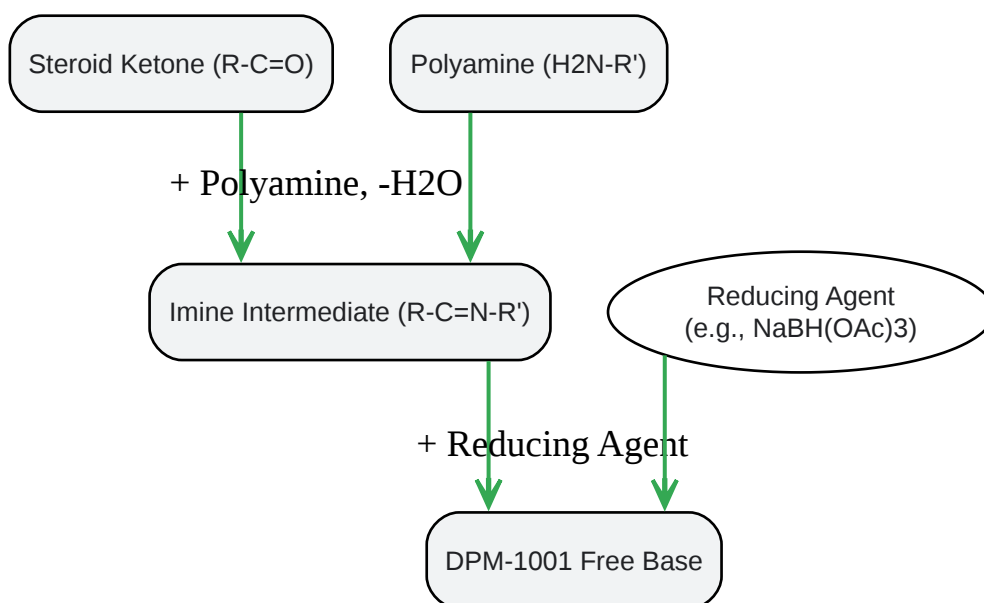 Steroid Ketone (R-C=O)
Polyamine (H2N-R')
+ Polyamine, -H2O
Imine Intermediate (R-C=N-R')
Reducing Agent
(e.g., NaBH(OAc)3)
+ Reducing Agent
DPM-1001 Free Base